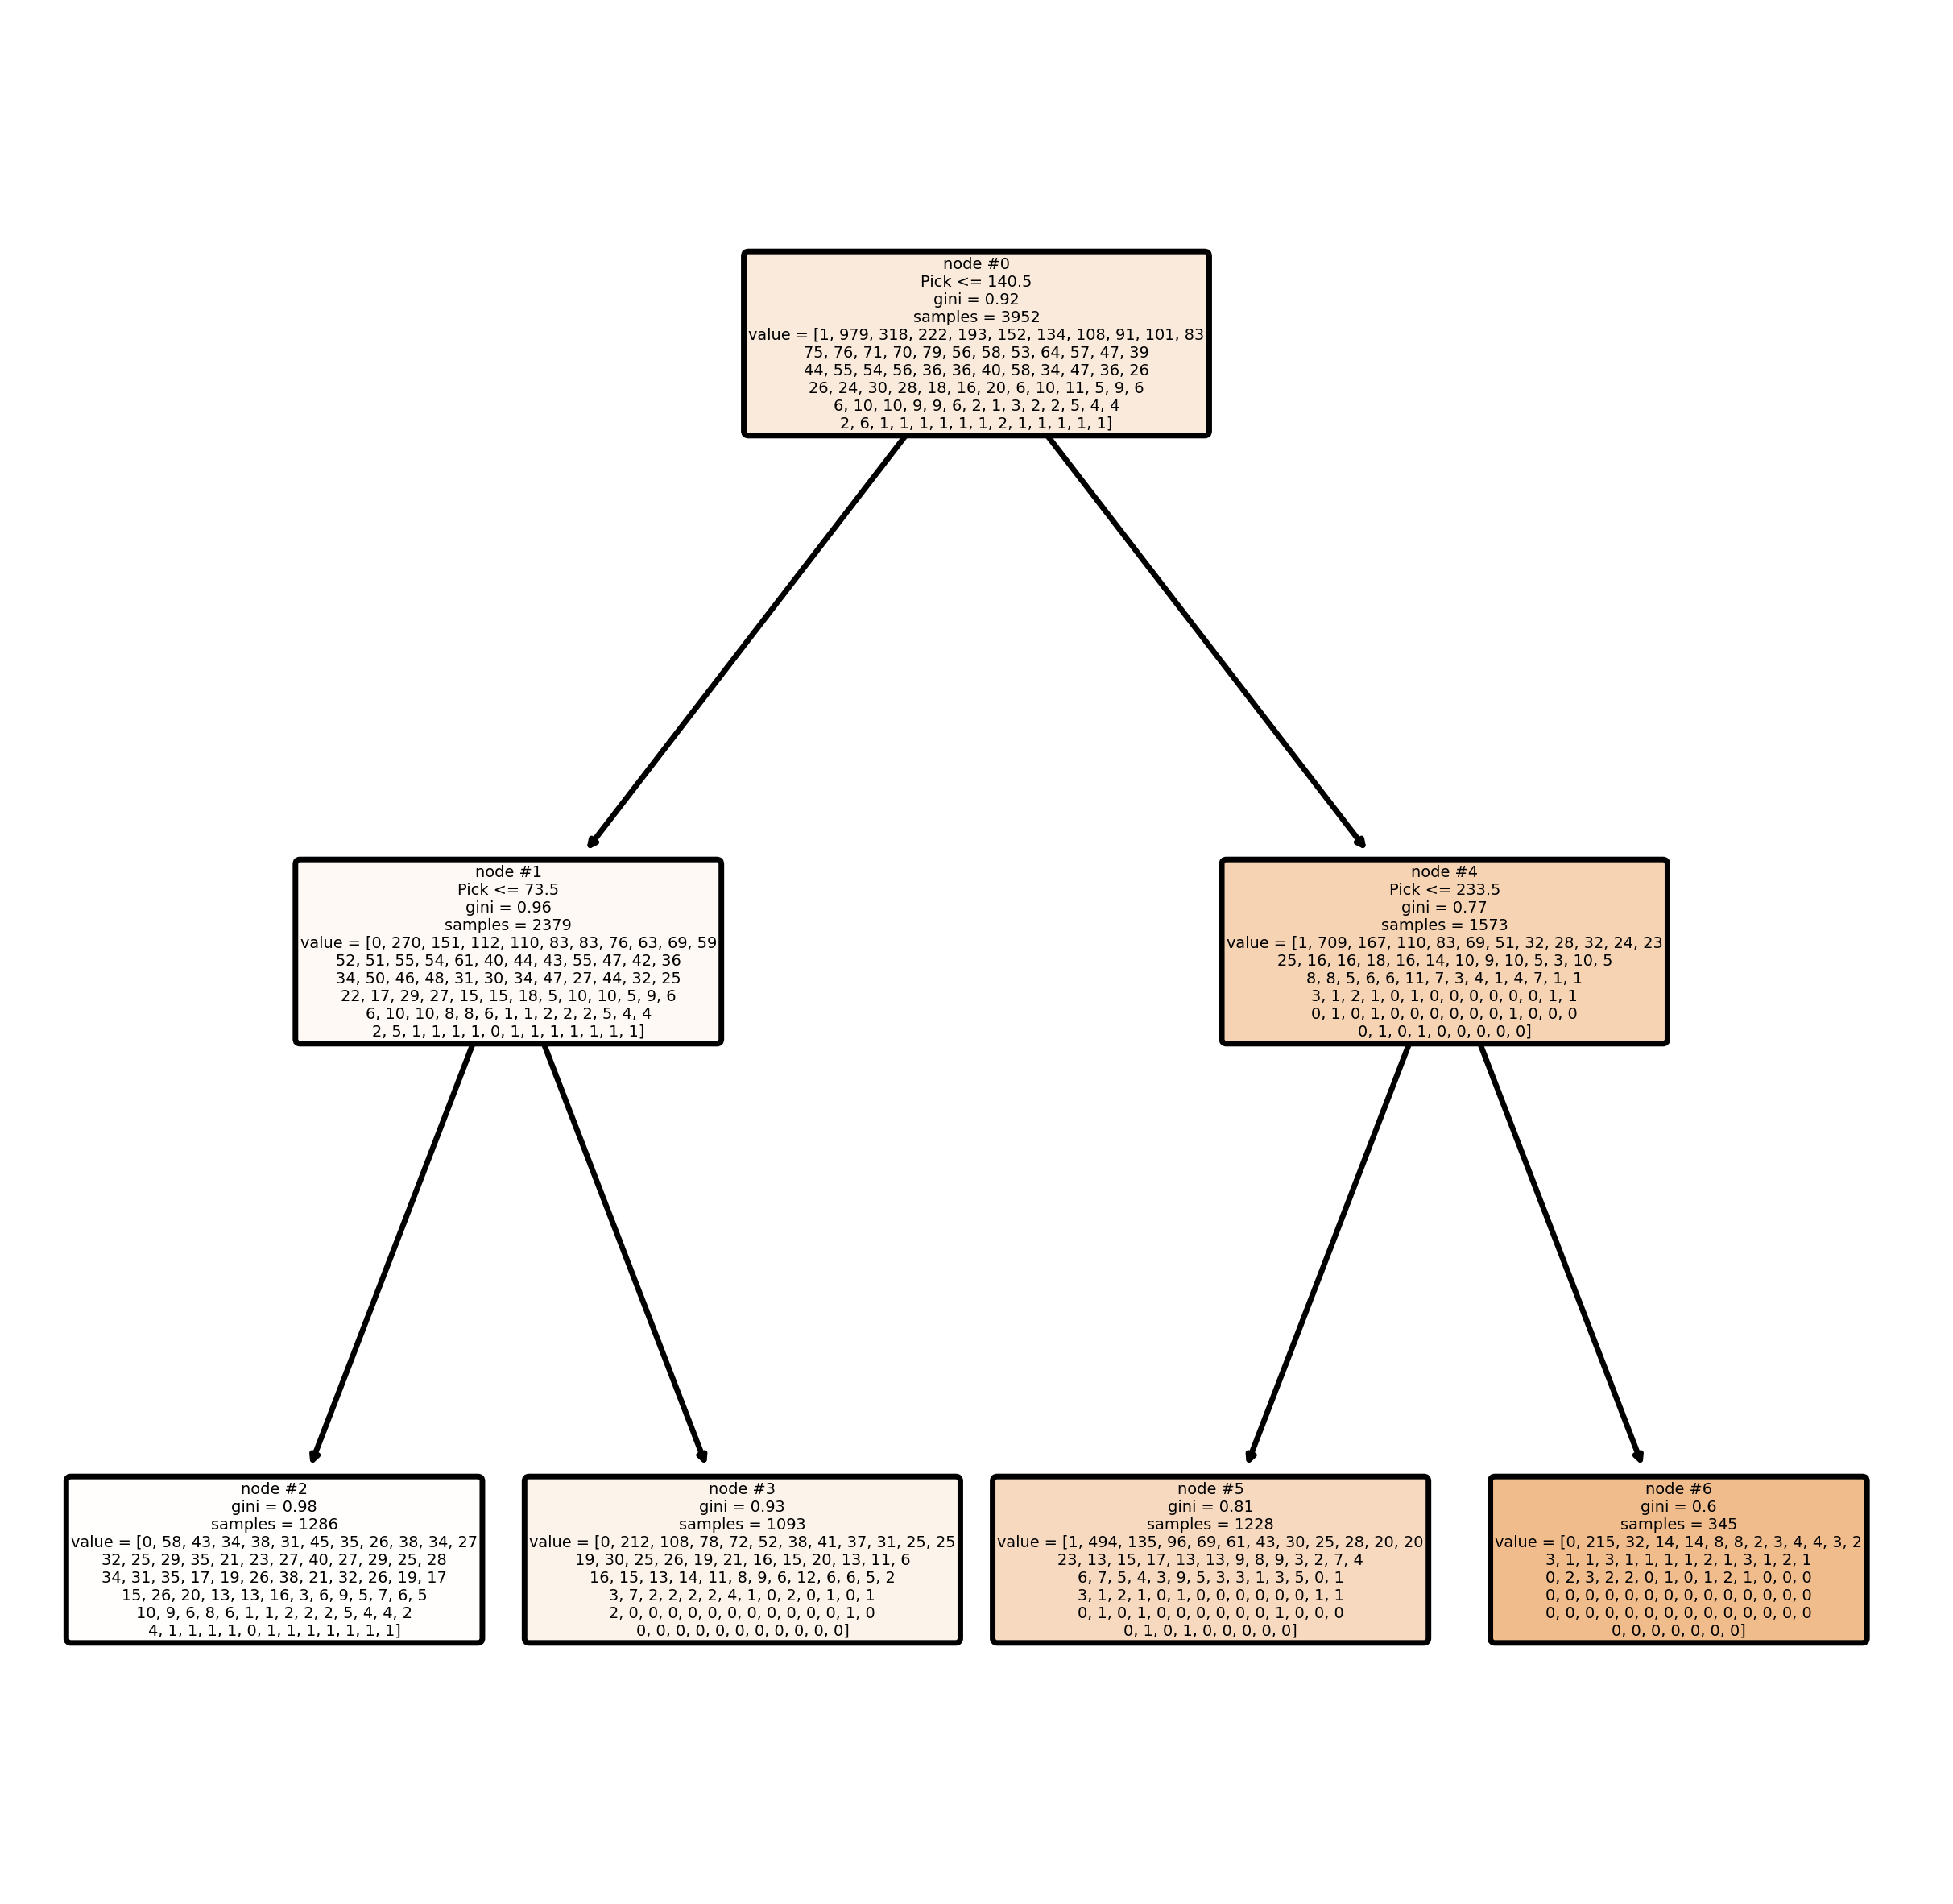 node #0
Pick <= 140.5
gini = 0.92
samples = 3952
value = [1, 979, 318, 222, 193, 152, 134, 108, 91, 101, 83
75, 76, 71, 70, 79, 56, 58, 53, 64, 57, 47, 39
44, 55, 54, 56, 36, 36, 40, 58, 34, 47, 36, 26
26, 24, 30, 28, 18, 16, 20, 6, 10, 11, 5, 9, 6
6, 10, 10, 9, 9, 6, 2, 1, 3, 2, 2, 5, 4, 4
2, 6, 1, 1, 1, 1, 1, 1, 2, 1, 1, 1, 1, 1]
node #1
Pick <= 73.5
gini = 0.96
samples = 2379
value = [0, 270, 151, 112, 110, 83, 83, 76, 63, 69, 59
52, 51, 55, 54, 61, 40, 44, 43, 55, 47, 42, 36
34, 50, 46, 48, 31, 30, 34, 47, 27, 44, 32, 25
22, 17, 29, 27, 15, 15, 18, 5, 10, 10, 5, 9, 6
6, 10, 10, 8, 8, 6, 1, 1, 2, 2, 2, 5, 4, 4
2, 5, 1, 1, 1, 1, 0, 1, 1, 1, 1, 1, 1, 1]
node #4
Pick <= 233.5
gini = 0.77
samples = 1573
value = [1, 709, 167, 110, 83, 69, 51, 32, 28, 32, 24, 23
25, 16, 16, 18, 16, 14, 10, 9, 10, 5, 3, 10, 5
8, 8, 5, 6, 6, 11, 7, 3, 4, 1, 4, 7, 1, 1
3, 1, 2, 1, 0, 1, 0, 0, 0, 0, 0, 0, 1, 1
0, 1, 0, 1, 0, 0, 0, 0, 0, 0, 1, 0, 0, 0
0, 1, 0, 1, 0, 0, 0, 0, 0]
node #2
gini = 0.98
samples = 1286
value = [0, 58, 43, 34, 38, 31, 45, 35, 26, 38, 34, 27
32, 25, 29, 35, 21, 23, 27, 40, 27, 29, 25, 28
34, 31, 35, 17, 19, 26, 38, 21, 32, 26, 19, 17
15, 26, 20, 13, 13, 16, 3, 6, 9, 5, 7, 6, 5
10, 9, 6, 8, 6, 1, 1, 2, 2, 2, 5, 4, 4, 2
4, 1, 1, 1, 1, 0, 1, 1, 1, 1, 1, 1, 1]
node #3
gini = 0.93
samples = 1093
value = [0, 212, 108, 78, 72, 52, 38, 41, 37, 31, 25, 25
19, 30, 25, 26, 19, 21, 16, 15, 20, 13, 11, 6
16, 15, 13, 14, 11, 8, 9, 6, 12, 6, 6, 5, 2
3, 7, 2, 2, 2, 2, 4, 1, 0, 2, 0, 1, 0, 1
2, 0, 0, 0, 0, 0, 0, 0, 0, 0, 0, 0, 1, 0
0, 0, 0, 0, 0, 0, 0, 0, 0, 0, 0]
node #5
gini = 0.81
samples = 1228
value = [1, 494, 135, 96, 69, 61, 43, 30, 25, 28, 20, 20
23, 13, 15, 17, 13, 13, 9, 8, 9, 3, 2, 7, 4
6, 7, 5, 4, 3, 9, 5, 3, 3, 1, 3, 5, 0, 1
3, 1, 2, 1, 0, 1, 0, 0, 0, 0, 0, 0, 1, 1
0, 1, 0, 1, 0, 0, 0, 0, 0, 0, 1, 0, 0, 0
0, 1, 0, 1, 0, 0, 0, 0, 0]
node #6
gini = 0.6
samples = 345
value = [0, 215, 32, 14, 14, 8, 8, 2, 3, 4, 4, 3, 2
3, 1, 1, 3, 1, 1, 1, 1, 2, 1, 3, 1, 2, 1
0, 2, 3, 2, 2, 0, 1, 0, 1, 2, 1, 0, 0, 0
0, 0, 0, 0, 0, 0, 0, 0, 0, 0, 0, 0, 0, 0
0, 0, 0, 0, 0, 0, 0, 0, 0, 0, 0, 0, 0, 0
0, 0, 0, 0, 0, 0, 0]